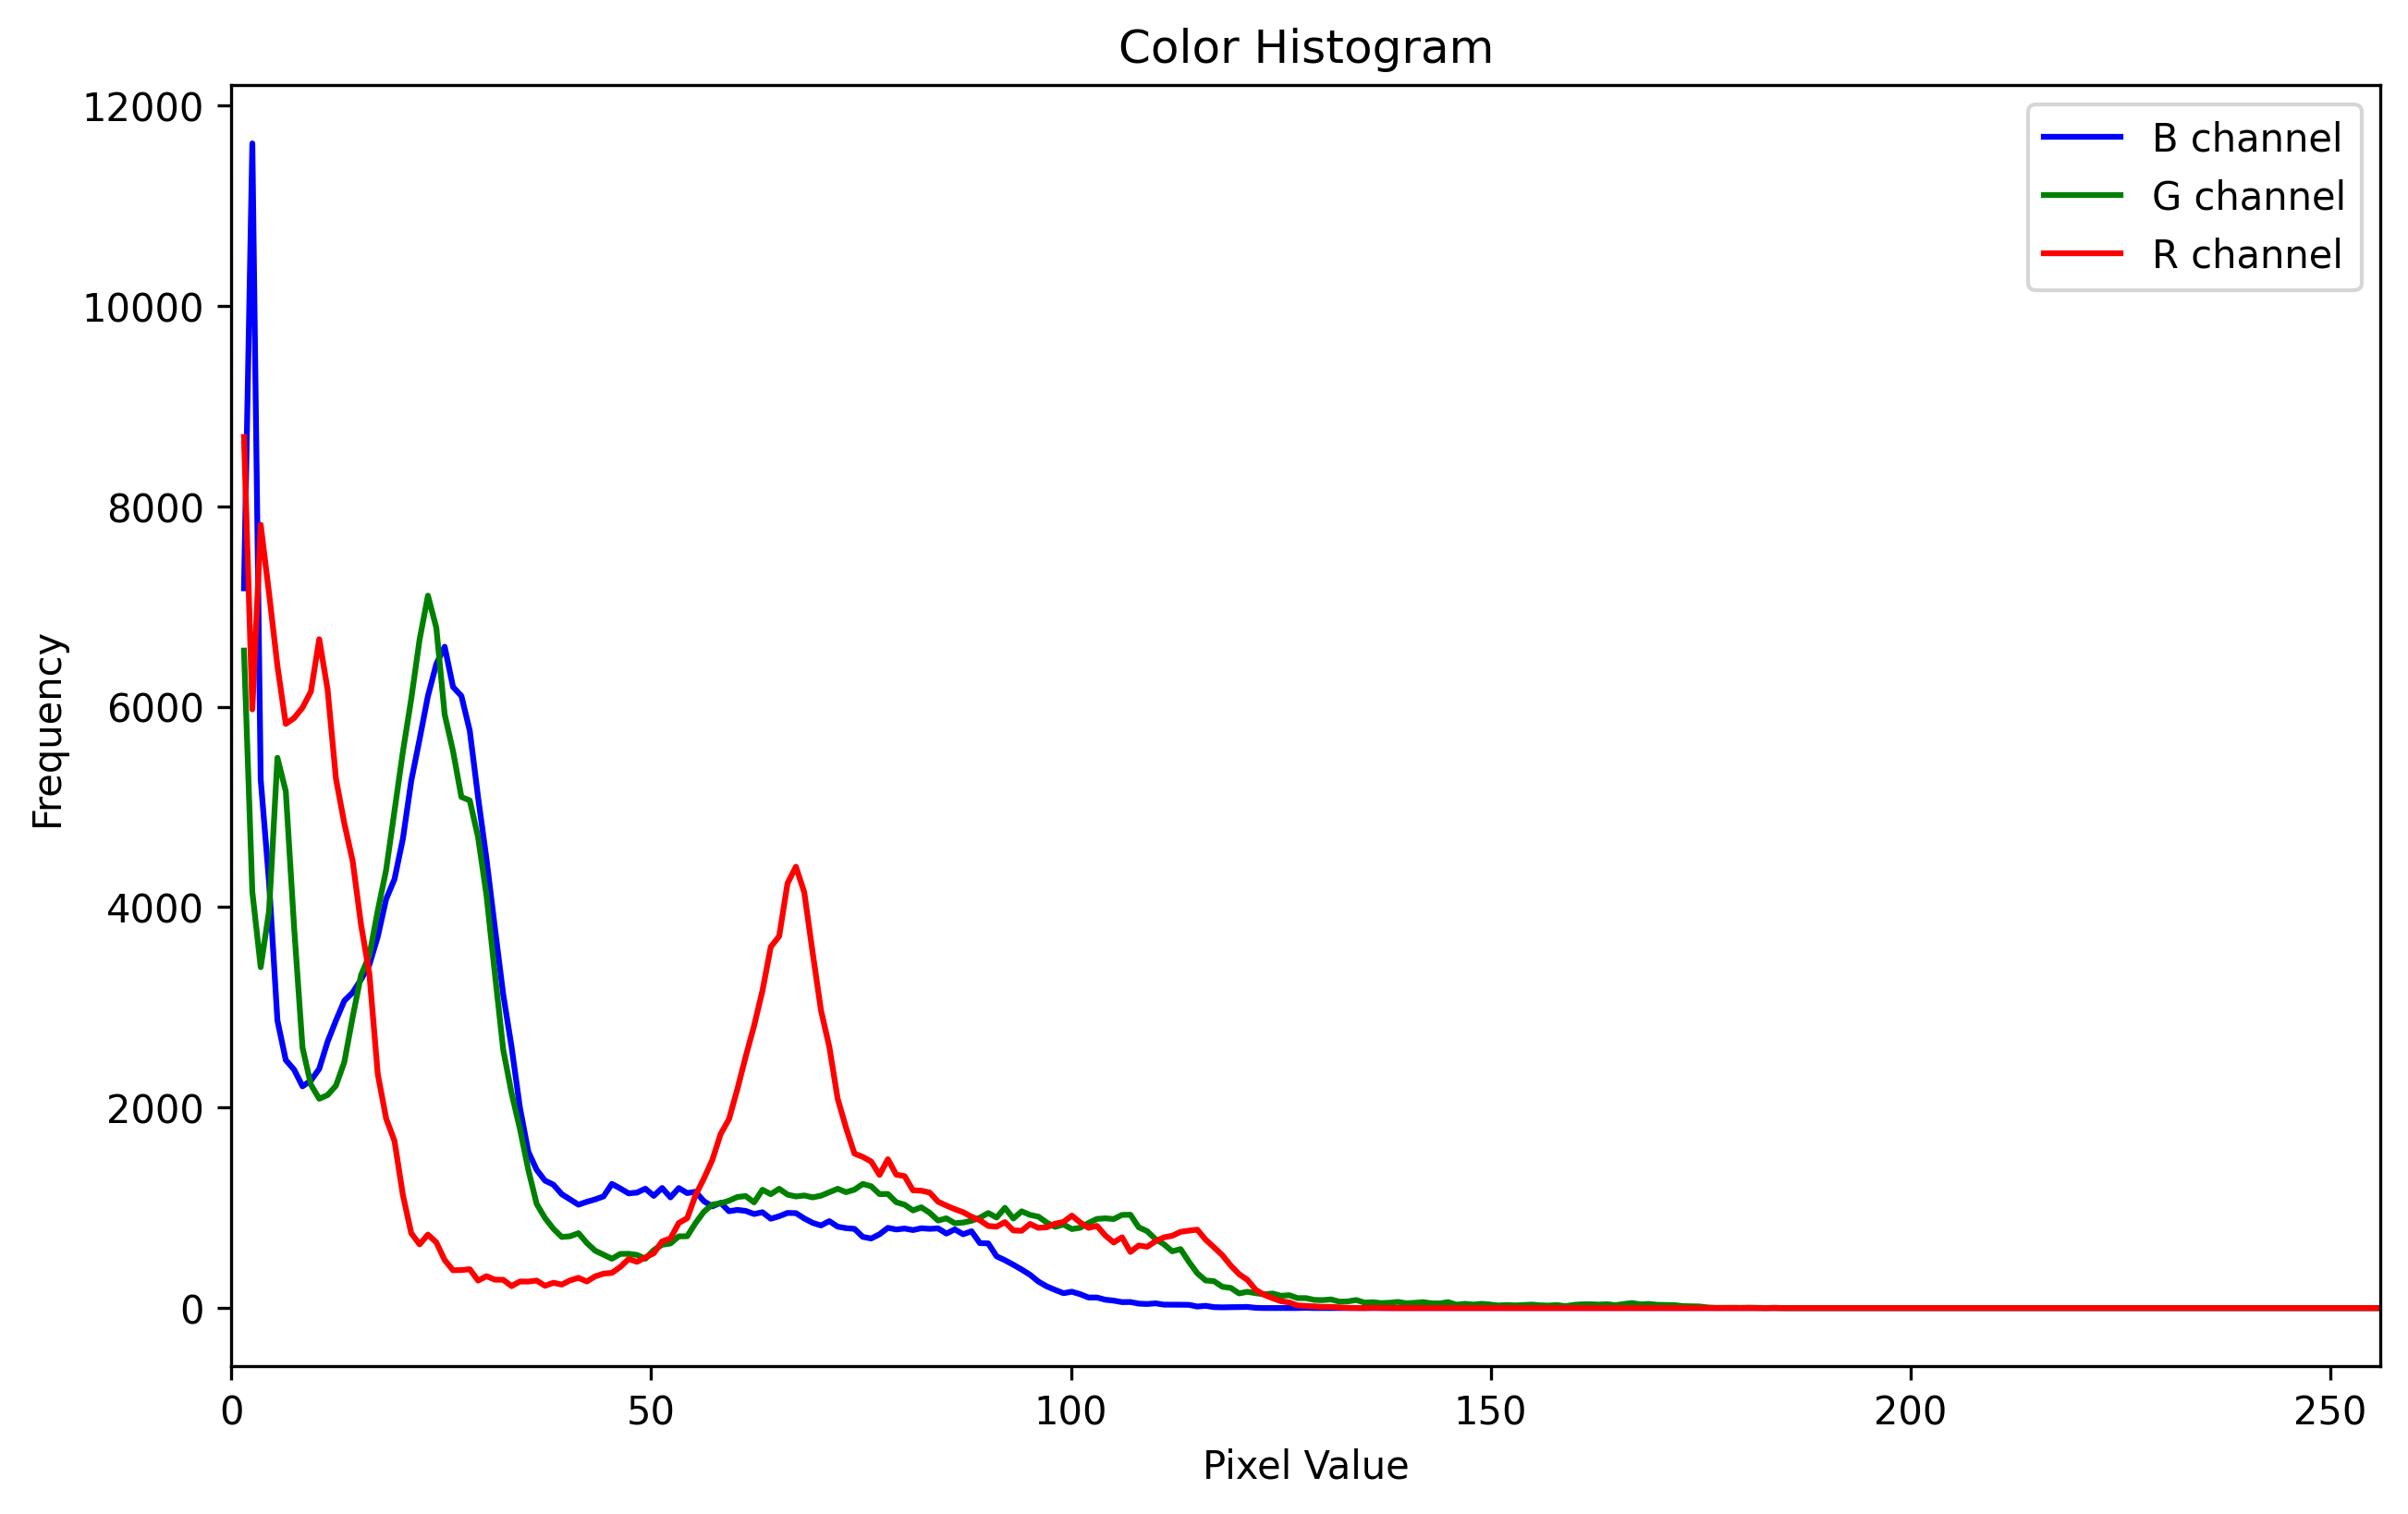 Color Histogram
12000
10000
8000
6000
4000
2000
0
Frequency
B channel
G channel
R channel
0 50 100 150 200 250
Pixel Value